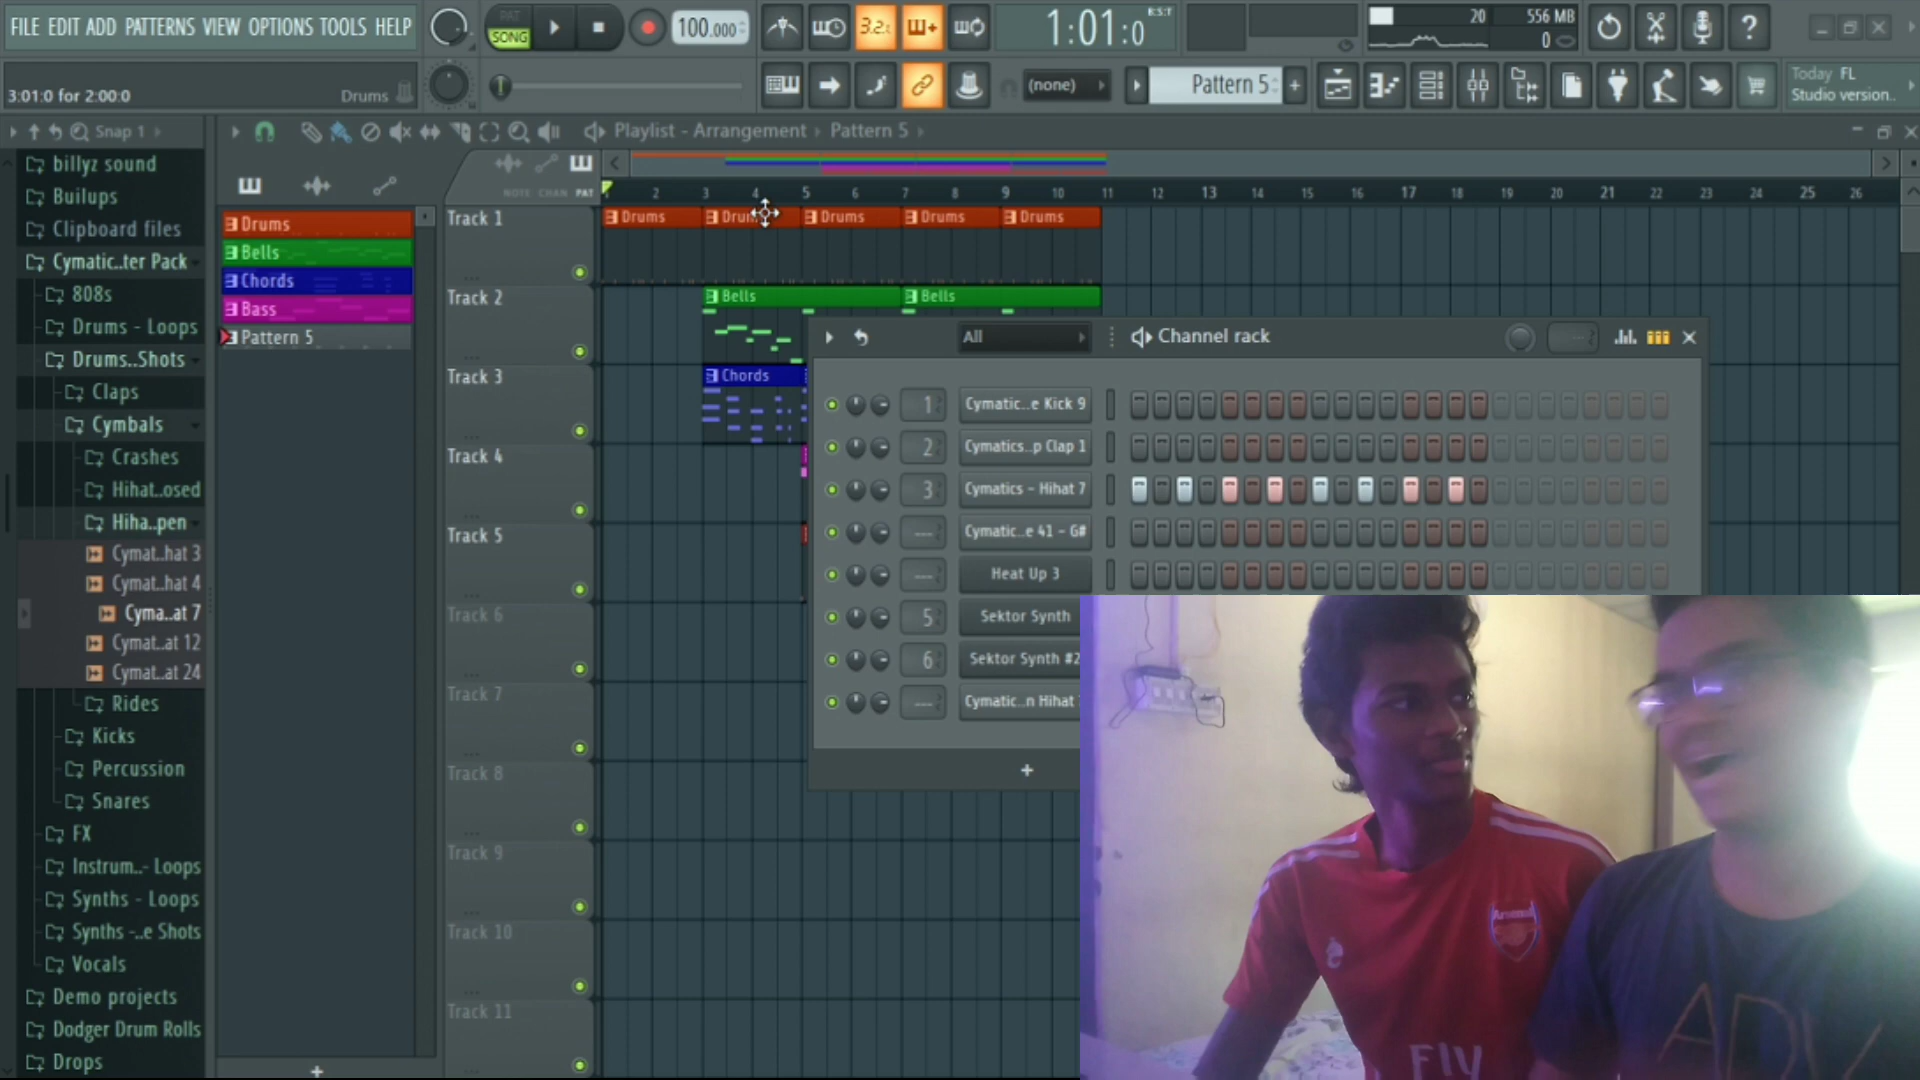 FILE EDIT ADD PATTERNS VIEW OPTIONS TOOLS HELP
PAT
SONG
100.000
3.2.
1:01:0
B:S:T
20
556 MB
0
3:01:0 for 2:00:0
Drums
(none)
Pattern 5
+
Today FL
Studio version..
Snap 1
Playlist - Arrangement
Pattern 5
billyz sound
Builups
Clipboard files
Cymatic..ter Pack
808s
Drums - Loops
Drums..Shots
Claps
Cymbals
Crashes
Hihat..osed
Hiha..pen
Cymat..hat 3
Cymat..hat 4
Cyma..at 7
Cymat..at 12
Cymat..at 24
Rides
Kicks
Percussion
Snares
FX
Instrum..- Loops
Synths - Loops
Synths -..e Shots
Vocals
Demo projects
Dodger Drum Rolls
Drops
Drums
Bells
Chords
Bass
Pattern 5
NOTE CHAN PAT
2 3 4 5 6 7 8 9 10 11 12 13 14 15 16 17 18 19 20 21 22 23 24 25 26
Track 1
Drums
Drums
Drums
Drums
Track 2
Bells
Bells
Track 3
Chords
Track 4
Track 5
Track 6
Track 7
Track 8
Track 9
Track 10
Track 11
All
Channel rack
1 Cymatic...e Kick 9
2 Cymatics..p Clap 1
3 Cymatics - Hihat 7
--- Cymatic...e 41 - G#
--- Heat Up 3
5 Sektor Synth
6 Sektor Synth #2
--- Cymatic...n Hihat
+
Arsenal
Fly